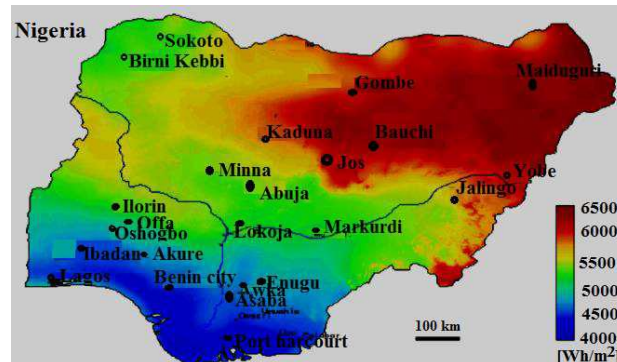 Nigeria
Sokoto
Birni Kebbi
Maiduguri
Gombe
Kaduna
Bauchi
Jos
Minna
Yobe
Abuja
Jalingo
Ilorin
Offa
Oshogbo
Lokoja
Markurdi
Ibadan
Akure
Lagos
Benin city
Enugu
Awka
Asaba
Port harcourt
100 km
6500
6000
5500
5000
4500
4000
[Wh/m²]